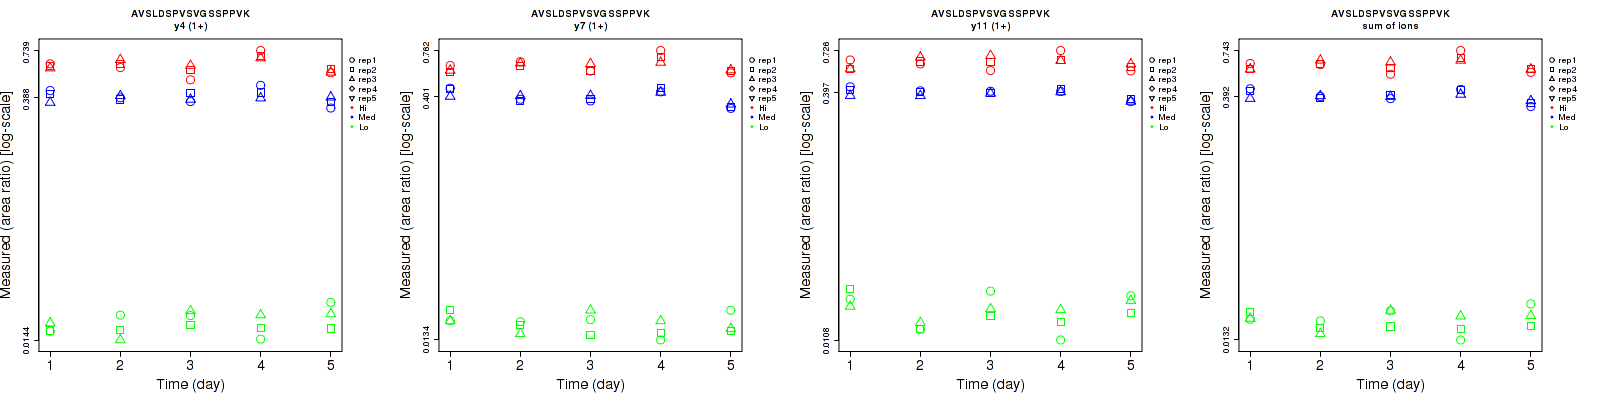 AVSLDSPVSVGSSPPVK
y4 (1+)
Measured (area ratio) [log-scale]
0.739
0.388
0.0144
1 2 3 4 5
Time (day)
rep1
rep2
rep3
rep4
rep5
Hi
Med
Lo
AVSLDSPVSVGSSPPVK
y7 (1+)
Measured (area ratio) [log-scale]
0.762
0.401
0.0134
1 2 3 4 5
Time (day)
rep1
rep2
rep3
rep4
rep5
Hi
Med
Lo
AVSLDSPVSVGSSPPVK
y11 (1+)
Measured (area ratio) [log-scale]
0.726
0.397
0.0108
1 2 3 4 5
Time (day)
rep1
rep2
rep3
rep4
rep5
Hi
Med
Lo
AVSLDSPVSVGSSPPVK
sum of ions
Measured (area ratio) [log-scale]
0.743
0.392
0.0132
1 2 3 4 5
Time (day)
rep1
rep2
rep3
rep4
rep5
Hi
Med
Lo